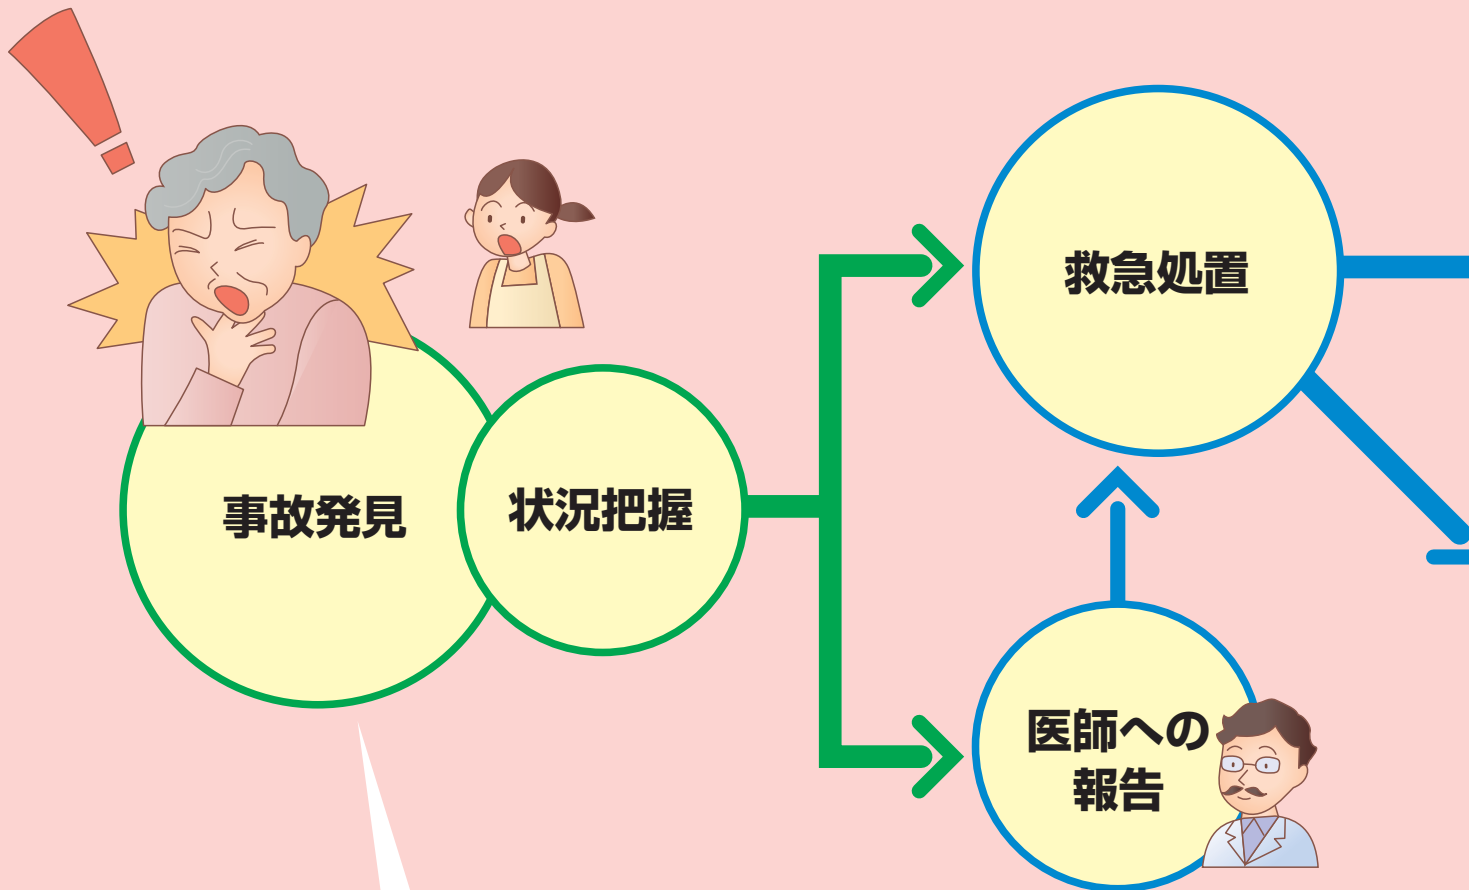 事故発見
状況把握
救急処置
医師への
報告